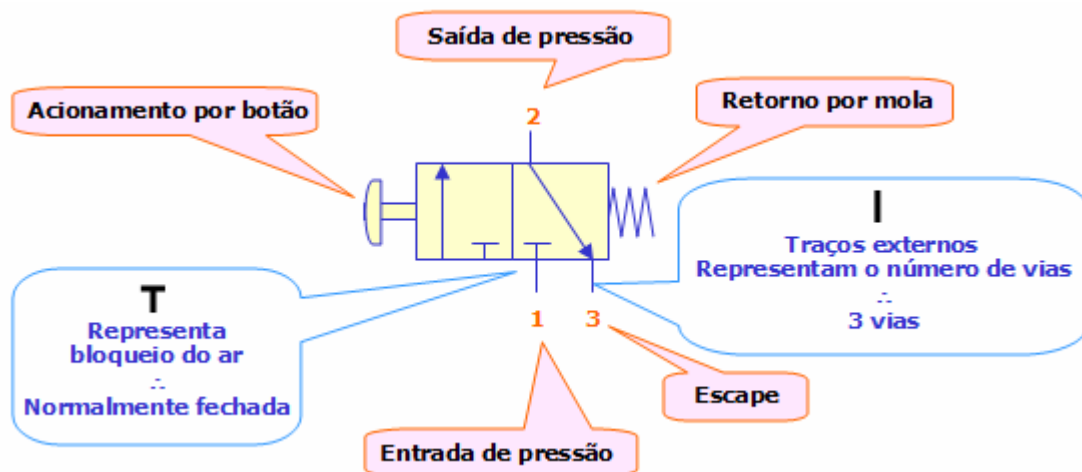 Saída de pressão
Acionamento por botão
Retorno por mola
2
I
Traços externos
Representam o número de vias
∴
3 vias
T
Representa
bloqueio do ar
∴
Normalmente fechada
1
3
Escape
Entrada de pressão